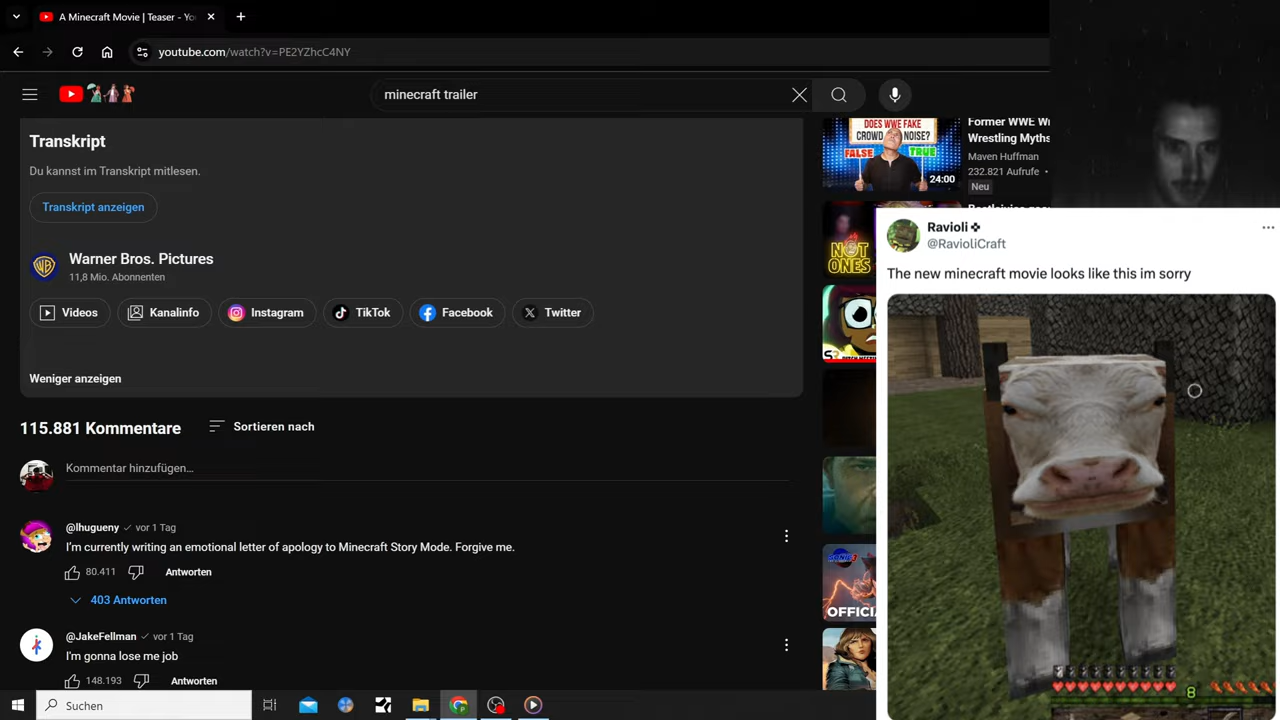 A Minecraft Movie | Teaser - Yo
youtube.com/watch?v=PE2YZhcC4NY
minecraft trailer
Transkript
Du kannst im Transkript mitlesen.
Transkript anzeigen
Warner Bros. Pictures
11,8 Mio. Abonnenten
Videos
Kanalinfo
Instagram
TikTok
Facebook
Twitter
Weniger anzeigen
115.881 Kommentare
Sortieren nach
Kommentar hinzufügen...
@lhugueny vor 1 Tag
I'm currently writing an emotional letter of apology to Minecraft Story Mode. Forgive me.
80.411
Antworten
403 Antworten
@JakeFellman vor 1 Tag
I'm gonna lose me job
148.193
Antworten
DOES WWE FAKE
CROWD NOISE?
FALSE
TRUE
24:00
Former WWE Wr
Wrestling Myths
Maven Huffman
232.821 Aufrufe •
Neu
NOT
ONES
OFFICI
Ravioli
@RavioliCraft
The new minecraft movie looks like this im sorry
8
Suchen